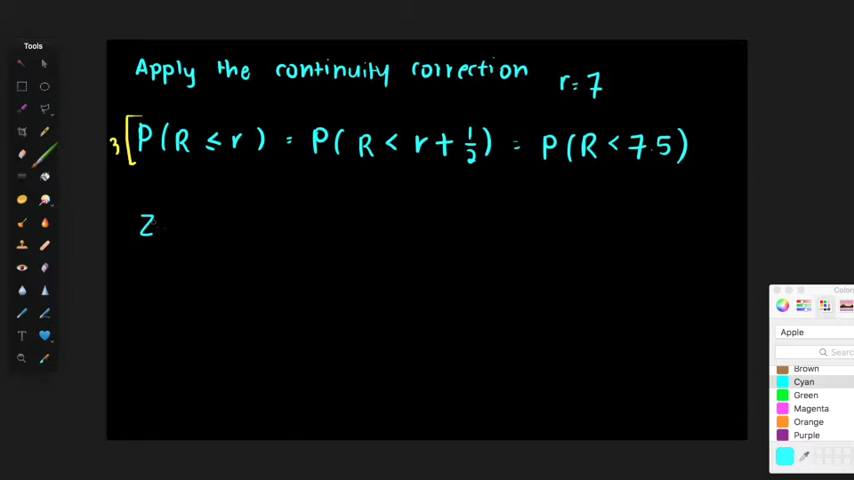 Tools
Apply the continuity correction r = 7
3 [ P(R ≤ r) = P(R < r + 1/2) = P(R < 7.5)
Z
Apple
Brown
Cyan
Green
Magenta
Orange
Purple